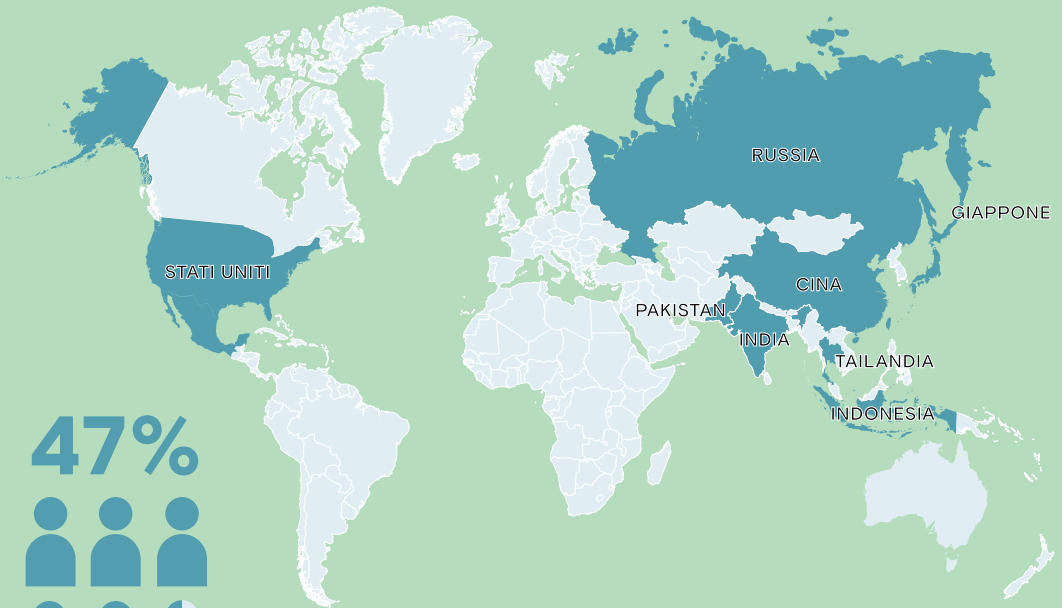 RUSSIA
GIAPPONE
STATI UNITI
CINA
PAKISTAN
INDIA
TAILANDIA
INDONESIA
47%